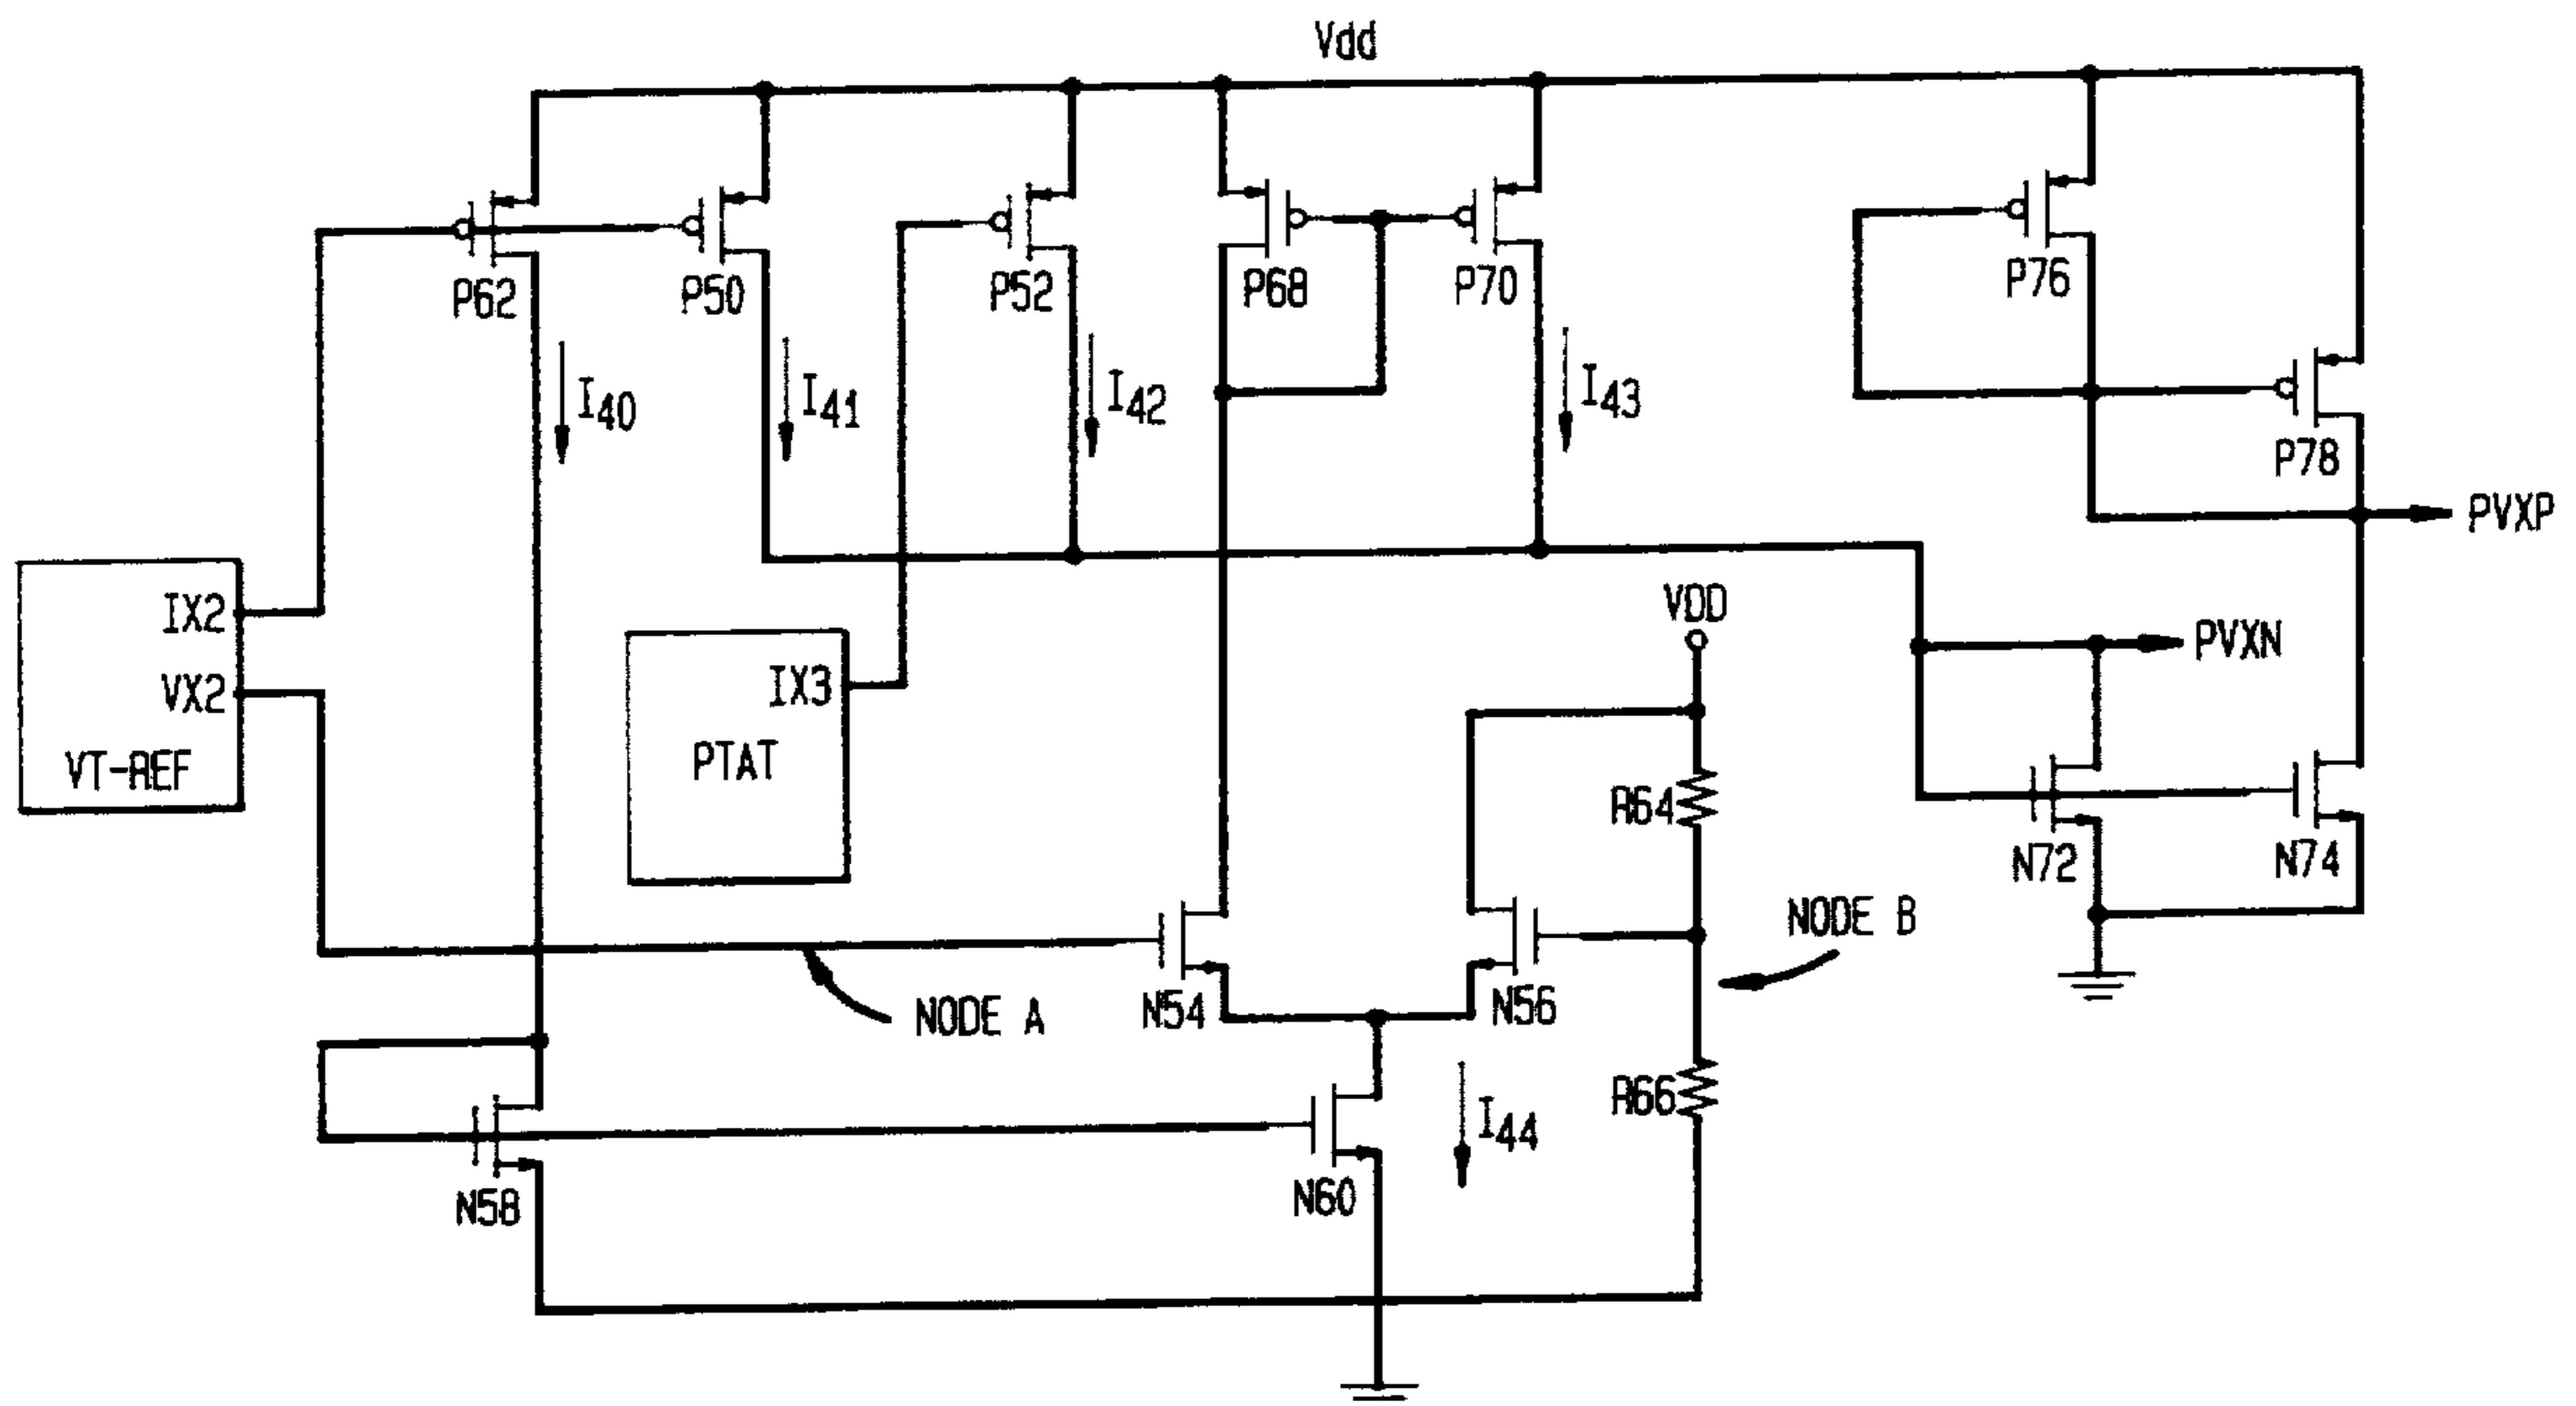 Vdd
P62
P50
P52
P68
P70
P76
P78
I40
I41
I42
I43
PVXP
IX2
VX2
VT-REF
IX3
PTAT
VDD
R64
PVXN
N72
N74
NODE A
N54
N56
NODE B
R66
I44
N58
N60